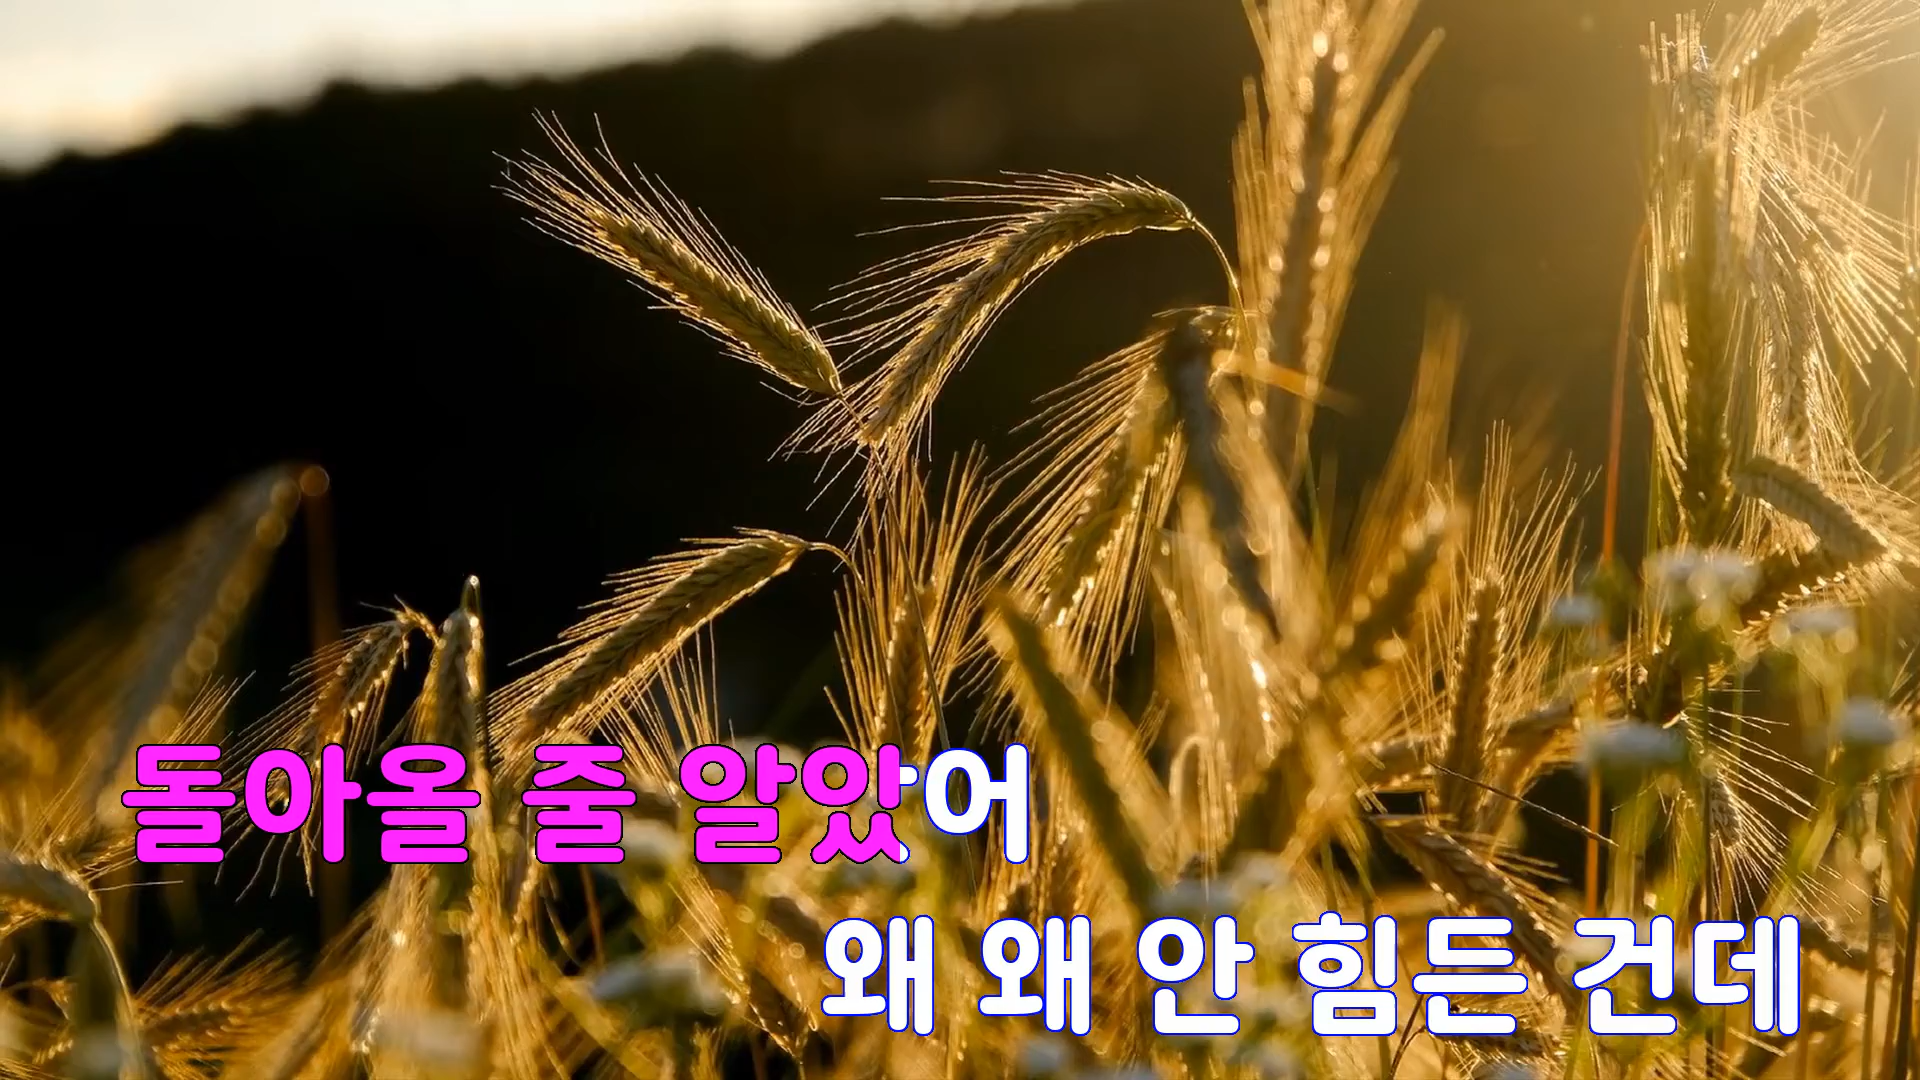 돌아올 줄 알았어
왜 왜 안 힘든 건데